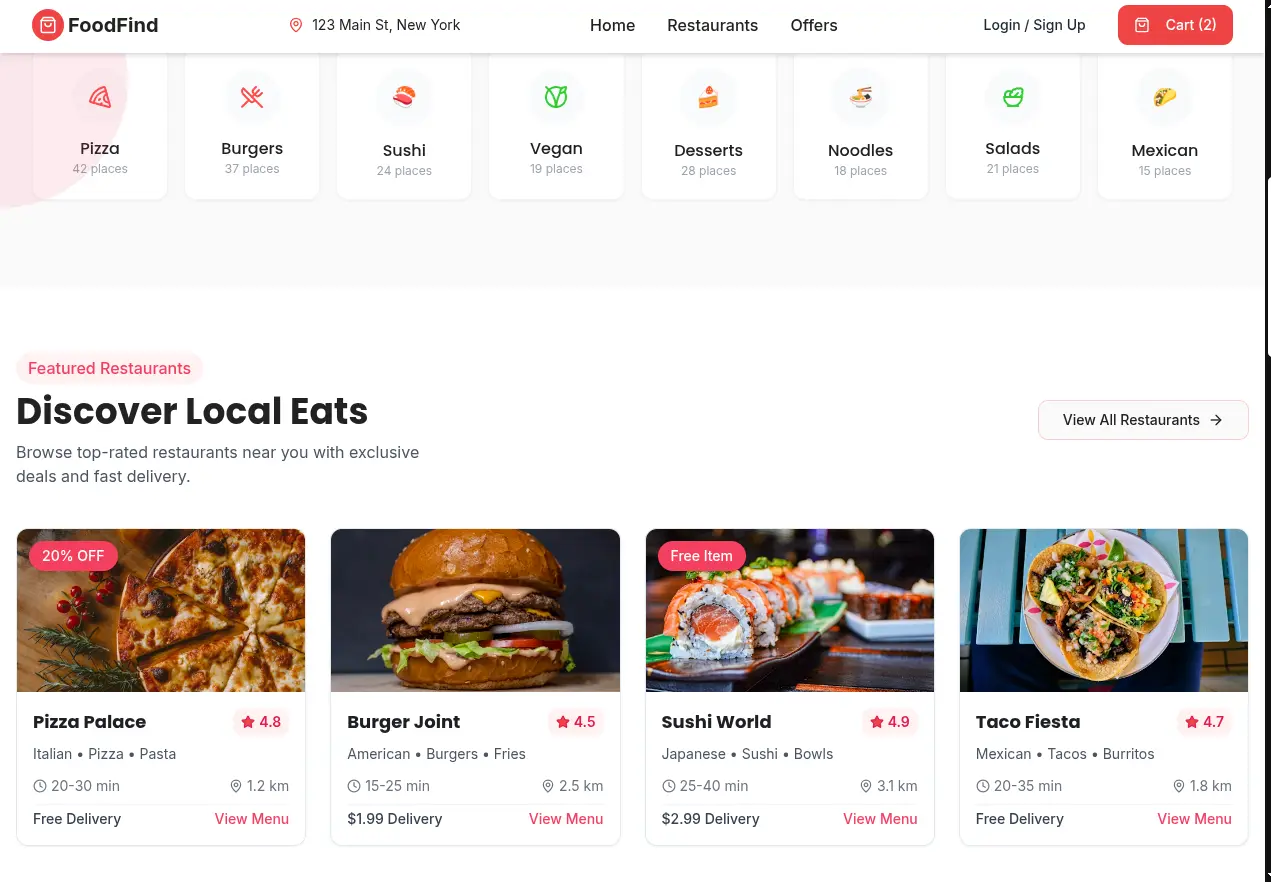 FoodFind
123 Main St, New York
Home
Restaurants
Offers
Login / Sign Up
Cart (2)
Pizza
42 places
Burgers
37 places
Sushi
24 places
Vegan
19 places
Desserts
28 places
Noodles
18 places
Salads
21 places
Mexican
15 places
Featured Restaurants
Discover Local Eats
Browse top-rated restaurants near you with exclusive
deals and fast delivery.
View All Restaurants
20% OFF
Pizza Palace
4.8
Italian • Pizza • Pasta
20-30 min
1.2 km
Free Delivery
View Menu
Burger Joint
4.5
American • Burgers • Fries
15-25 min
2.5 km
$1.99 Delivery
View Menu
Free Item
Sushi World
4.9
Japanese • Sushi • Bowls
25-40 min
3.1 km
$2.99 Delivery
View Menu
Taco Fiesta
4.7
Mexican • Tacos • Burritos
20-35 min
1.8 km
Free Delivery
View Menu